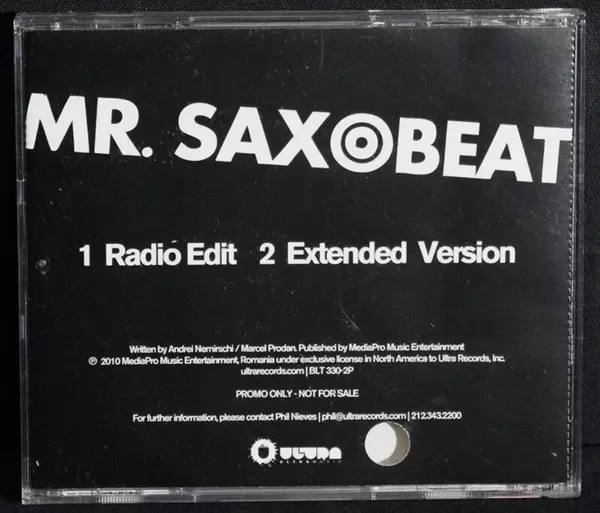 MR. SAXOBEAT
1 Radio Edit 2 Extended Version
Written by Andrei Nemirschi / Marcel Prodan. Published by MediaPro Music Entertainment
℗ 2010 MediaPro Music Entertainment, Romania under exclusive license in North America to Ultra Records, Inc.
ultrarecords.com | BLT 330-2P
PROMO ONLY - NOT FOR SALE
For further information, please contact Phil Nieves | phil@ultrarecords.com | 212.343.2200
ULTRA
ULTRAMUSIC